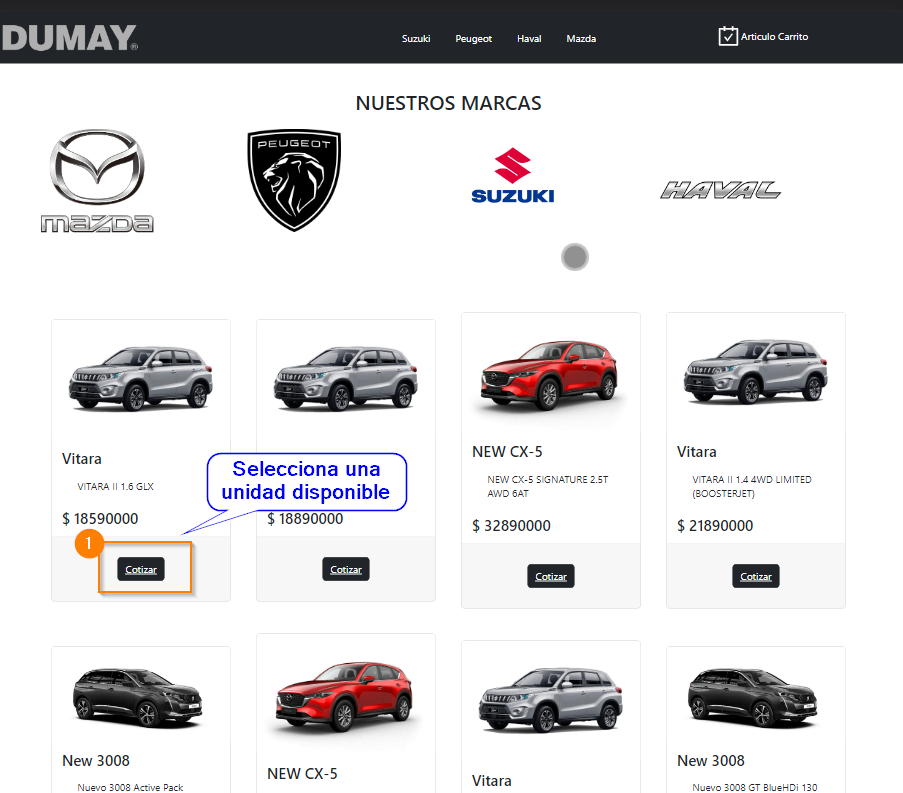 DUMAY®
Suzuki
Peugeot
Haval
Mazda
Articulo Carrito
NUESTROS MARCAS
mazda
PEUGEOT
SUZUKI
HAVAL
Vitara
VITARA II 1.6 GLX
$ 18590000
1
Cotizar
Selecciona una
unidad disponible
$ 18890000
Cotizar
NEW CX-5
NEW CX-5 SIGNATURE 2.5T
AWD 6AT
$ 32890000
Cotizar
Vitara
VITARA II 1.4 4WD LIMITED
(BOOSTERJET)
$ 21890000
Cotizar
New 3008
Nuevo 3008 Active Pack
NEW CX-5
Vitara
New 3008
Nuevo 3008 GT BlueHDi 130